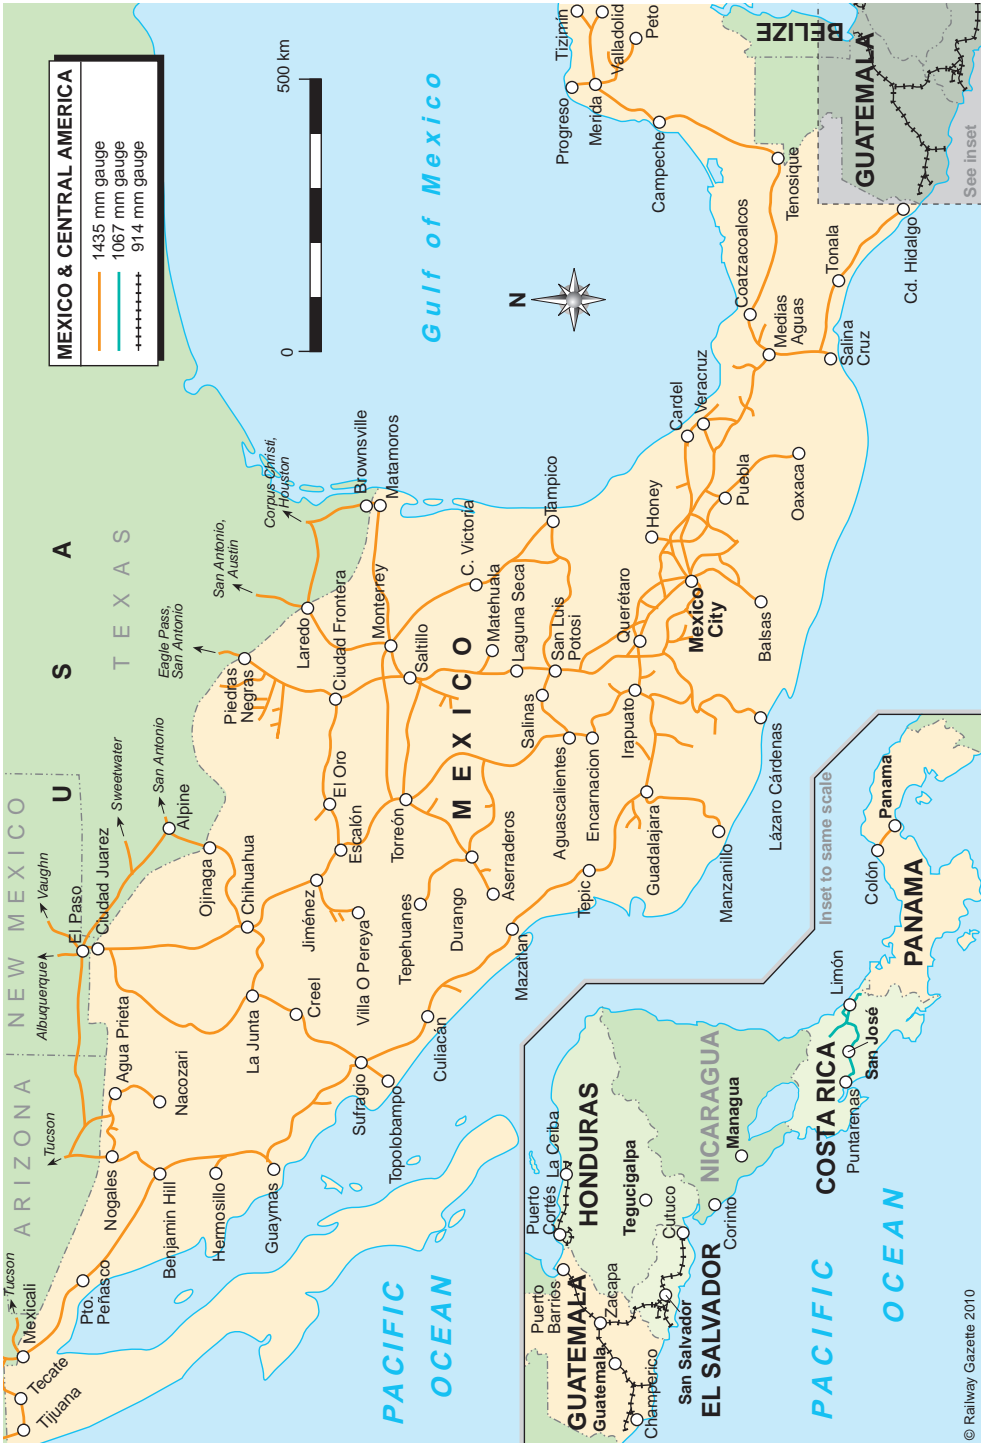 MEXICO & CENTRAL AMERICA
1435 mm gauge
1067 mm gauge
914 mm gauge
0
500 km
N
U S A
ARIZONA
NEW MEXICO
TEXAS
Tucson
Tucson
Albuquerque
Vaughn
Sweetwater
San Antonio
Eagle Pass,
San Antonio
San Antonio,
Austin
Corpus Christi,
Houston
Tijuana
Tecate
Mexicali
Pto.
Peñasco
Nogales
Benjamin Hill
Hermosillo
Guaymas
Agua Prieta
Nacozari
El Paso
Ciudad Juarez
Alpine
Ojinaga
Chihuahua
La Junta
Creel
Sufragio
Topolobampo
Culiacán
Mazatlan
Jiménez
Villa O Pereya
Escalón
El Oro
Torreón
Tepehuanes
Durango
Aserraderos
Piedras
Negras
Ciudad Frontera
Laredo
Monterrey
Saltillo
Brownsville
Matamoros
C. Victoria
Matehuala
Laguna Seca
San Luis
Potosi
Tampico
Salinas
Aguascalientes
Encarnacion
Tepic
Guadalajara
Manzanillo
Irapuato
Querétaro
Lázaro Cárdenas
Honey
Mexico
City
Balsas
Puebla
Oaxaca
Cardel
Veracruz
Medias
Aguas
Coatzacoalcos
Salina
Cruz
Tonala
Cd. Hidalgo
Tenosique
Campeche
Merida
Progreso
Tizimín
Valladolid
Peto
MEXICO
Gulf of Mexico
PACIFIC
OCEAN
BELIZE
GUATEMALA
See inset
Inset to same scale
GUATEMALA
Guatemala
Champerico
Zacapa
Puerto
Barrios
Puerto
Cortés
La Ceiba
HONDURAS
Tegucigalpa
San Salvador
EL SALVADOR
Cutuco
NICARAGUA
Managua
Corinto
COSTA RICA
Puntarenas
San José
Limón
PANAMA
Colón
Panama
PACIFIC
OCEAN
© Railway Gazette 2010